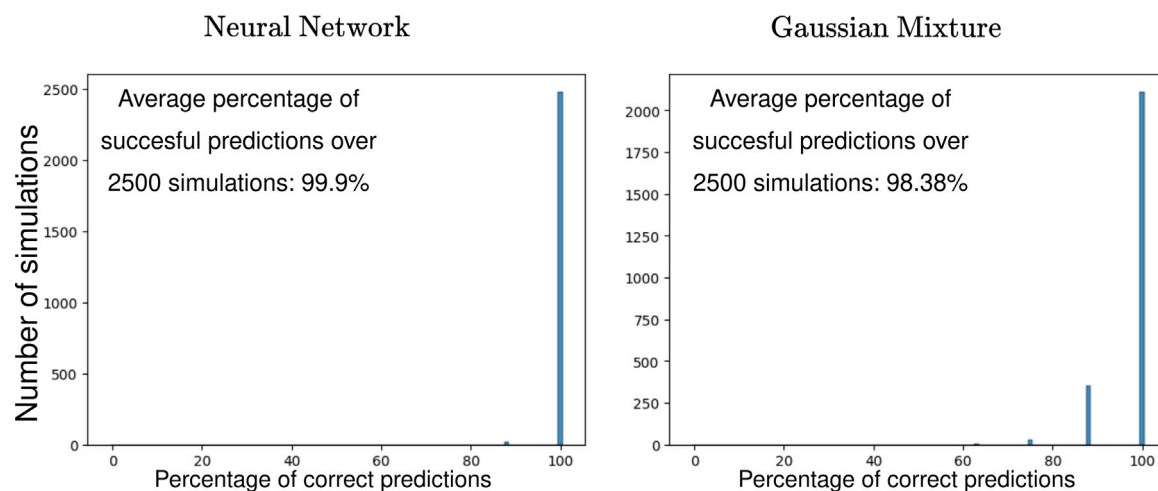 Neural Network
Average percentage of
succesful predictions over
2500 simulations: 99.9%
Number of simulations
2500
2000
1500
1000
500
0
0 20 40 60 80 100
Percentage of correct predictions
Gaussian Mixture
Average percentage of
succesful predictions over
2500 simulations: 98.38%
2000
1750
1500
1250
1000
750
500
250
0
0 20 40 60 80 100
Percentage of correct predictions